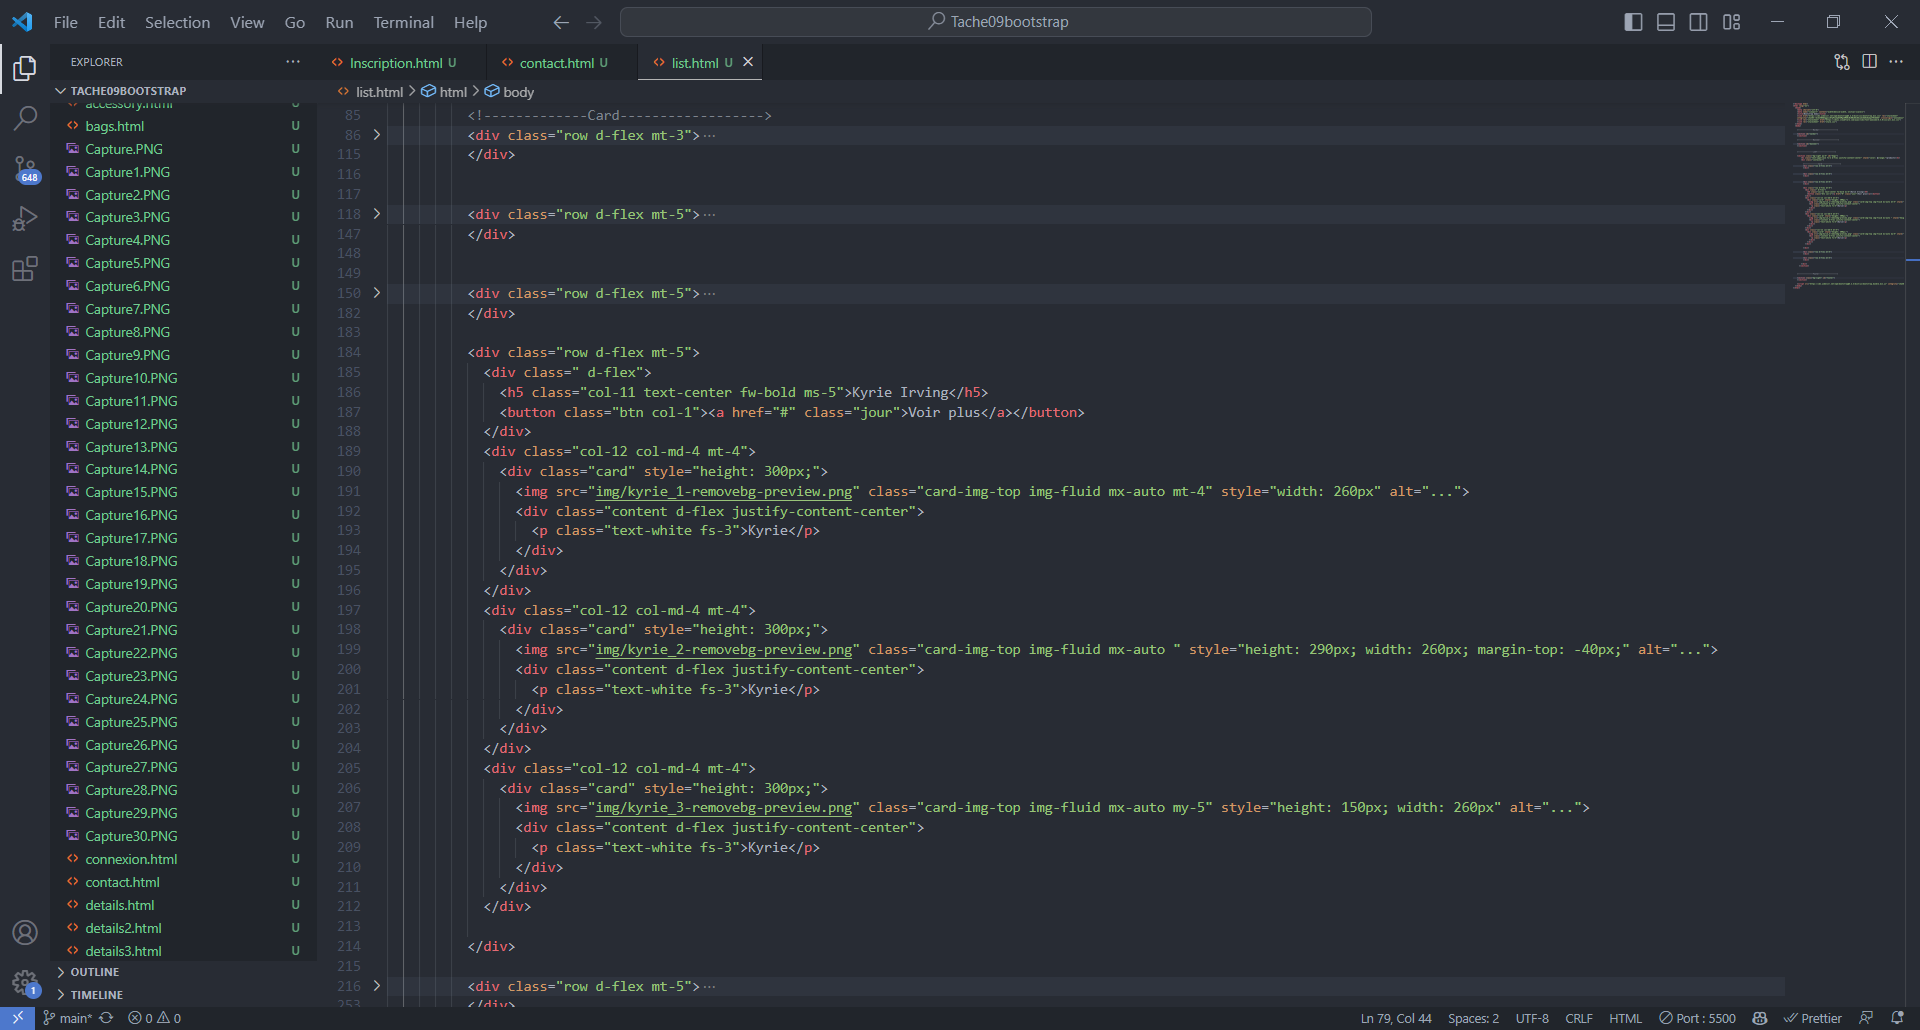 File Edit Selection View Go Run Terminal Help
Tache09bootstrap
EXPLORER
Inscription.html U
contact.html U
list.html U
TACHE09BOOTSTRAP
list.html > html > body
accessory.html U
bags.html U
Capture.PNG U
Capture1.PNG U
Capture2.PNG U
Capture3.PNG U
Capture4.PNG U
Capture5.PNG U
Capture6.PNG U
Capture7.PNG U
Capture8.PNG U
Capture9.PNG U
Capture10.PNG U
Capture11.PNG U
Capture12.PNG U
Capture13.PNG U
Capture14.PNG U
Capture15.PNG U
Capture16.PNG U
Capture17.PNG U
Capture18.PNG U
Capture19.PNG U
Capture20.PNG U
Capture21.PNG U
Capture22.PNG U
Capture23.PNG U
Capture24.PNG U
Capture25.PNG U
Capture26.PNG U
Capture27.PNG U
Capture28.PNG U
Capture29.PNG U
Capture30.PNG U
connexion.html U
contact.html U
details.html U
details2.html U
details3.html U
OUTLINE
TIMELINE
648
1
85 <!-------------Card------------------>
86 <div class="row d-flex mt-3">···
115 </div>
116
117
118 <div class="row d-flex mt-5">···
147 </div>
148
149
150 <div class="row d-flex mt-5">···
182 </div>
183
184 <div class="row d-flex mt-5">
185 <div class=" d-flex">
186 <h5 class="col-11 text-center fw-bold ms-5">Kyrie Irving</h5>
187 <button class="btn col-1"><a href="#" class="jour">Voir plus</a></button>
188 </div>
189 <div class="col-12 col-md-4 mt-4">
190 <div class="card" style="height: 300px;">
191 <img src="img/kyrie_1-removebg-preview.png" class="card-img-top img-fluid mx-auto mt-4" style="width: 260px" alt="...">
192 <div class="content d-flex justify-content-center">
193 <p class="text-white fs-3">Kyrie</p>
194 </div>
195 </div>
196 </div>
197 <div class="col-12 col-md-4 mt-4">
198 <div class="card" style="height: 300px;">
199 <img src="img/kyrie_2-removebg-preview.png" class="card-img-top img-fluid mx-auto " style="height: 290px; width: 260px; margin-top: -40px;" alt="...">
200 <div class="content d-flex justify-content-center">
201 <p class="text-white fs-3">Kyrie</p>
202 </div>
203 </div>
204 </div>
205 <div class="col-12 col-md-4 mt-4">
206 <div class="card" style="height: 300px;">
207 <img src="img/kyrie_3-removebg-preview.png" class="card-img-top img-fluid mx-auto my-5" style="height: 150px; width: 260px" alt="...">
208 <div class="content d-flex justify-content-center">
209 <p class="text-white fs-3">Kyrie</p>
210 </div>
211 </div>
212 </div>
213
214 </div>
215
216 <div class="row d-flex mt-5">···
253 </div>
main* 0 0
Ln 79, Col 44 Spaces: 2 UTF-8 CRLF HTML Port : 5500 Prettier